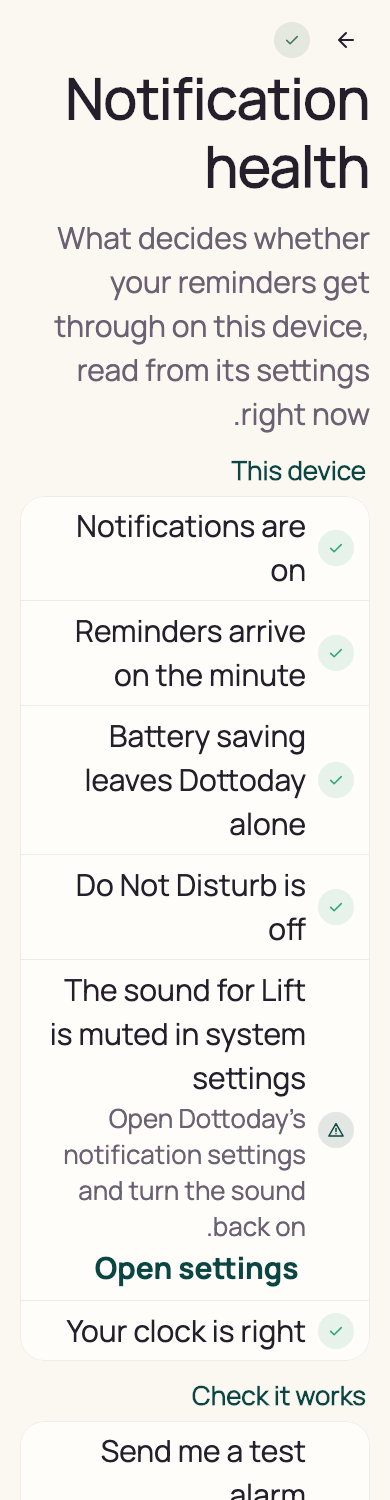 Notification
health
What decides whether
your reminders get
through on this device,
read from its settings
.right now
This device
Notifications are
on
Reminders arrive
on the minute
Battery saving
leaves Dottoday
alone
Do Not Disturb is
off
The sound for Lift
is muted in system
settings
Open Dottoday's
notification settings
and turn the sound
.back on
Open settings
Your clock is right
Check it works
Send me a test
alarm